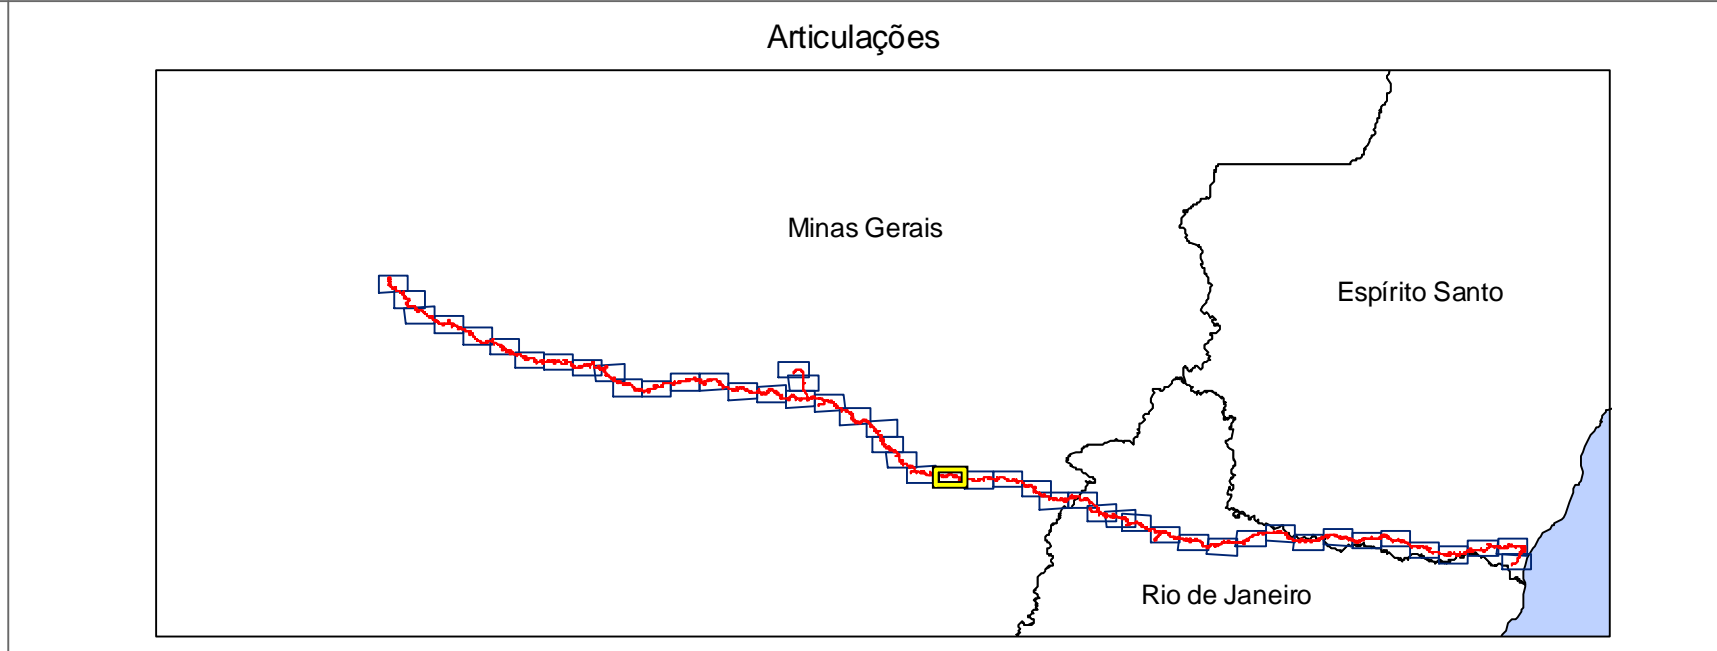 Articulações
Minas Gerais
Espírito Santo
Rio de Janeiro